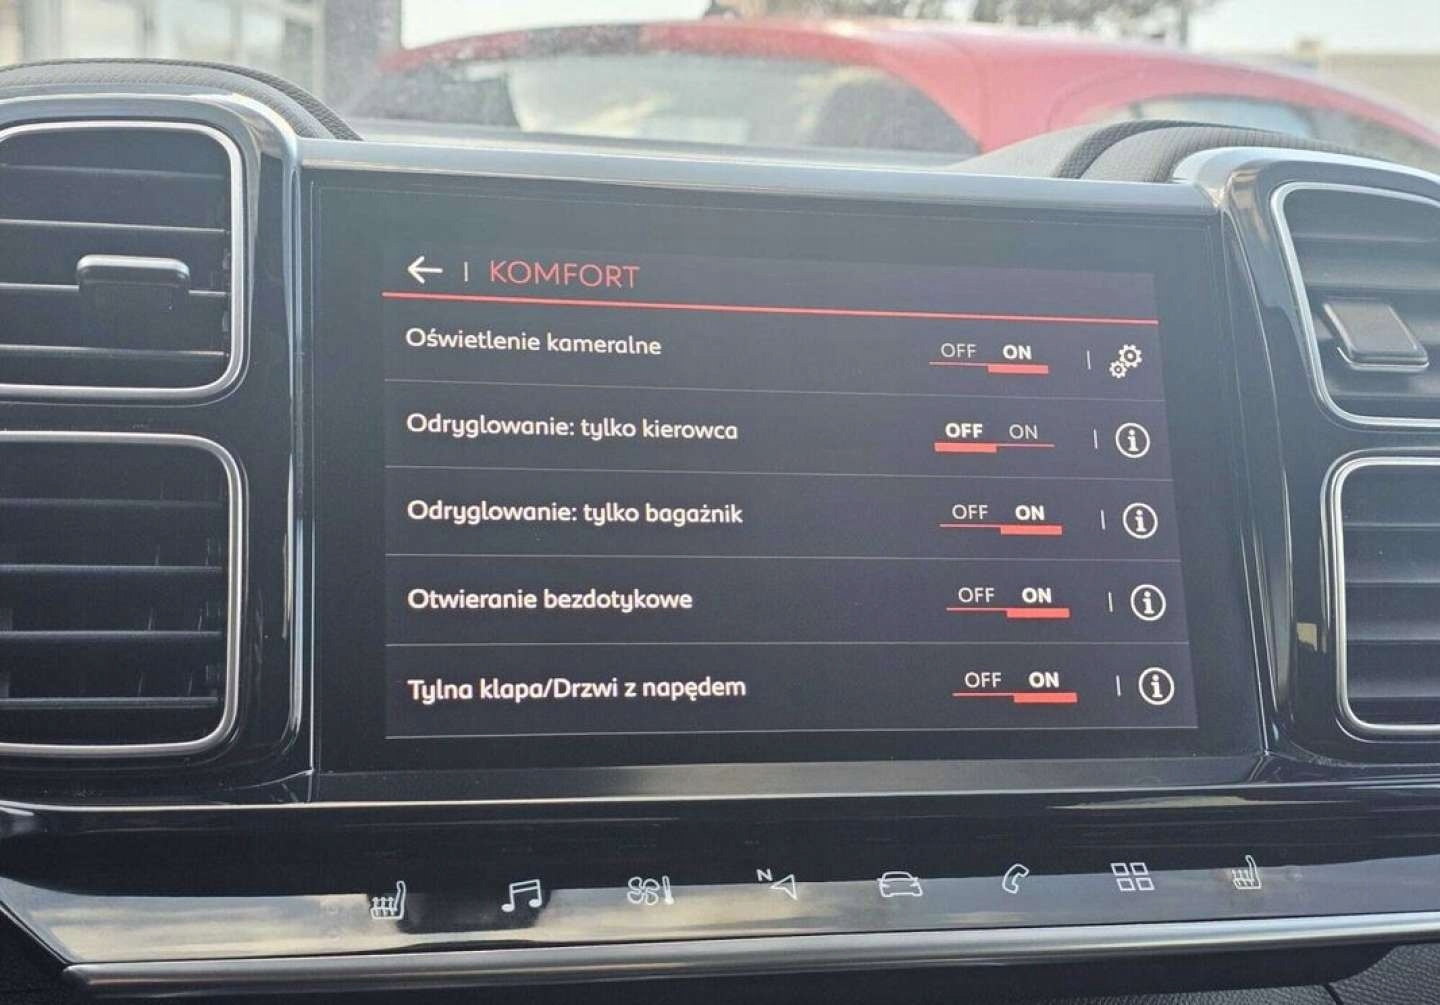 KOMFORT
Oświetlenie kameralne OFF ON
Odryglowanie: tylko kierowca OFF ON
Odryglowanie: tylko bagażnik OFF ON
Otwieranie bezdotykowe OFF ON
Tylna klapa/Drzwi z napędem OFF ON
N